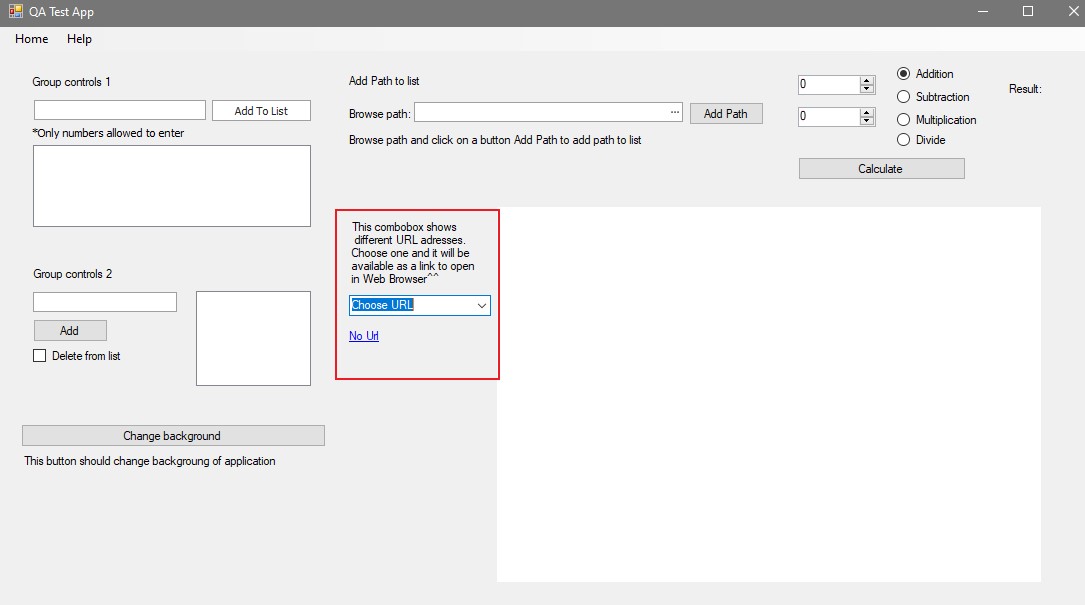 QA Test App
Home Help
Group controls 1
Add To List
*Only numbers allowed to enter
Group controls 2
Add
Delete from list
Change background
This button should change backgroung of application
Add Path to list
Browse path: ... Add Path
Browse path and click on a button Add Path to add path to list
This combobox shows
different URL adresses.
Choose one and it will be
available as a link to open
in Web Browser^^
Choose URL
No Url
0
0
Addition
Subtraction
Multiplication
Divide
Result:
Calculate